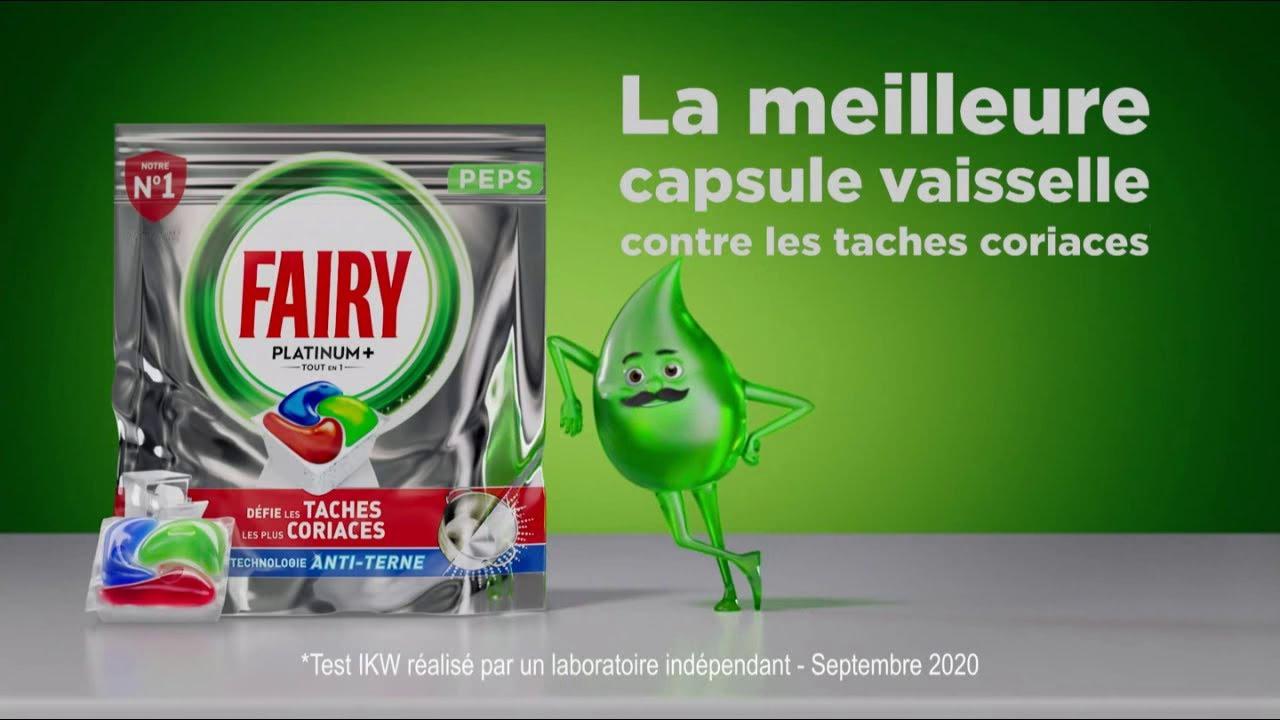 La meilleure
capsule vaisselle
contre les taches coriaces
NOTRE
Nº1
PEPS
FAIRY
PLATINUM+
TOUT EN 1
DÉFIE LES TACHES
LES PLUS CORIACES
TECHNOLOGIE ANTI-TERNE
*Test IKW réalisé par un laboratoire indépendant - Septembre 2020